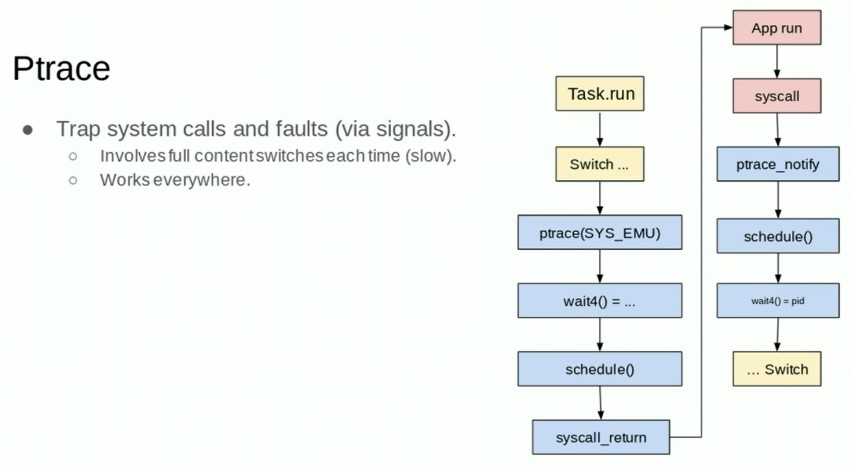 Ptrace
● Trap system calls and faults (via signals).
○ Involves full content switches each time (slow).
○ Works everywhere.
Task.run
Switch ...
ptrace(SYS_EMU)
wait4() = ...
schedule()
syscall_return
App run
syscall
ptrace_notify
schedule()
wait4() = pid
... Switch